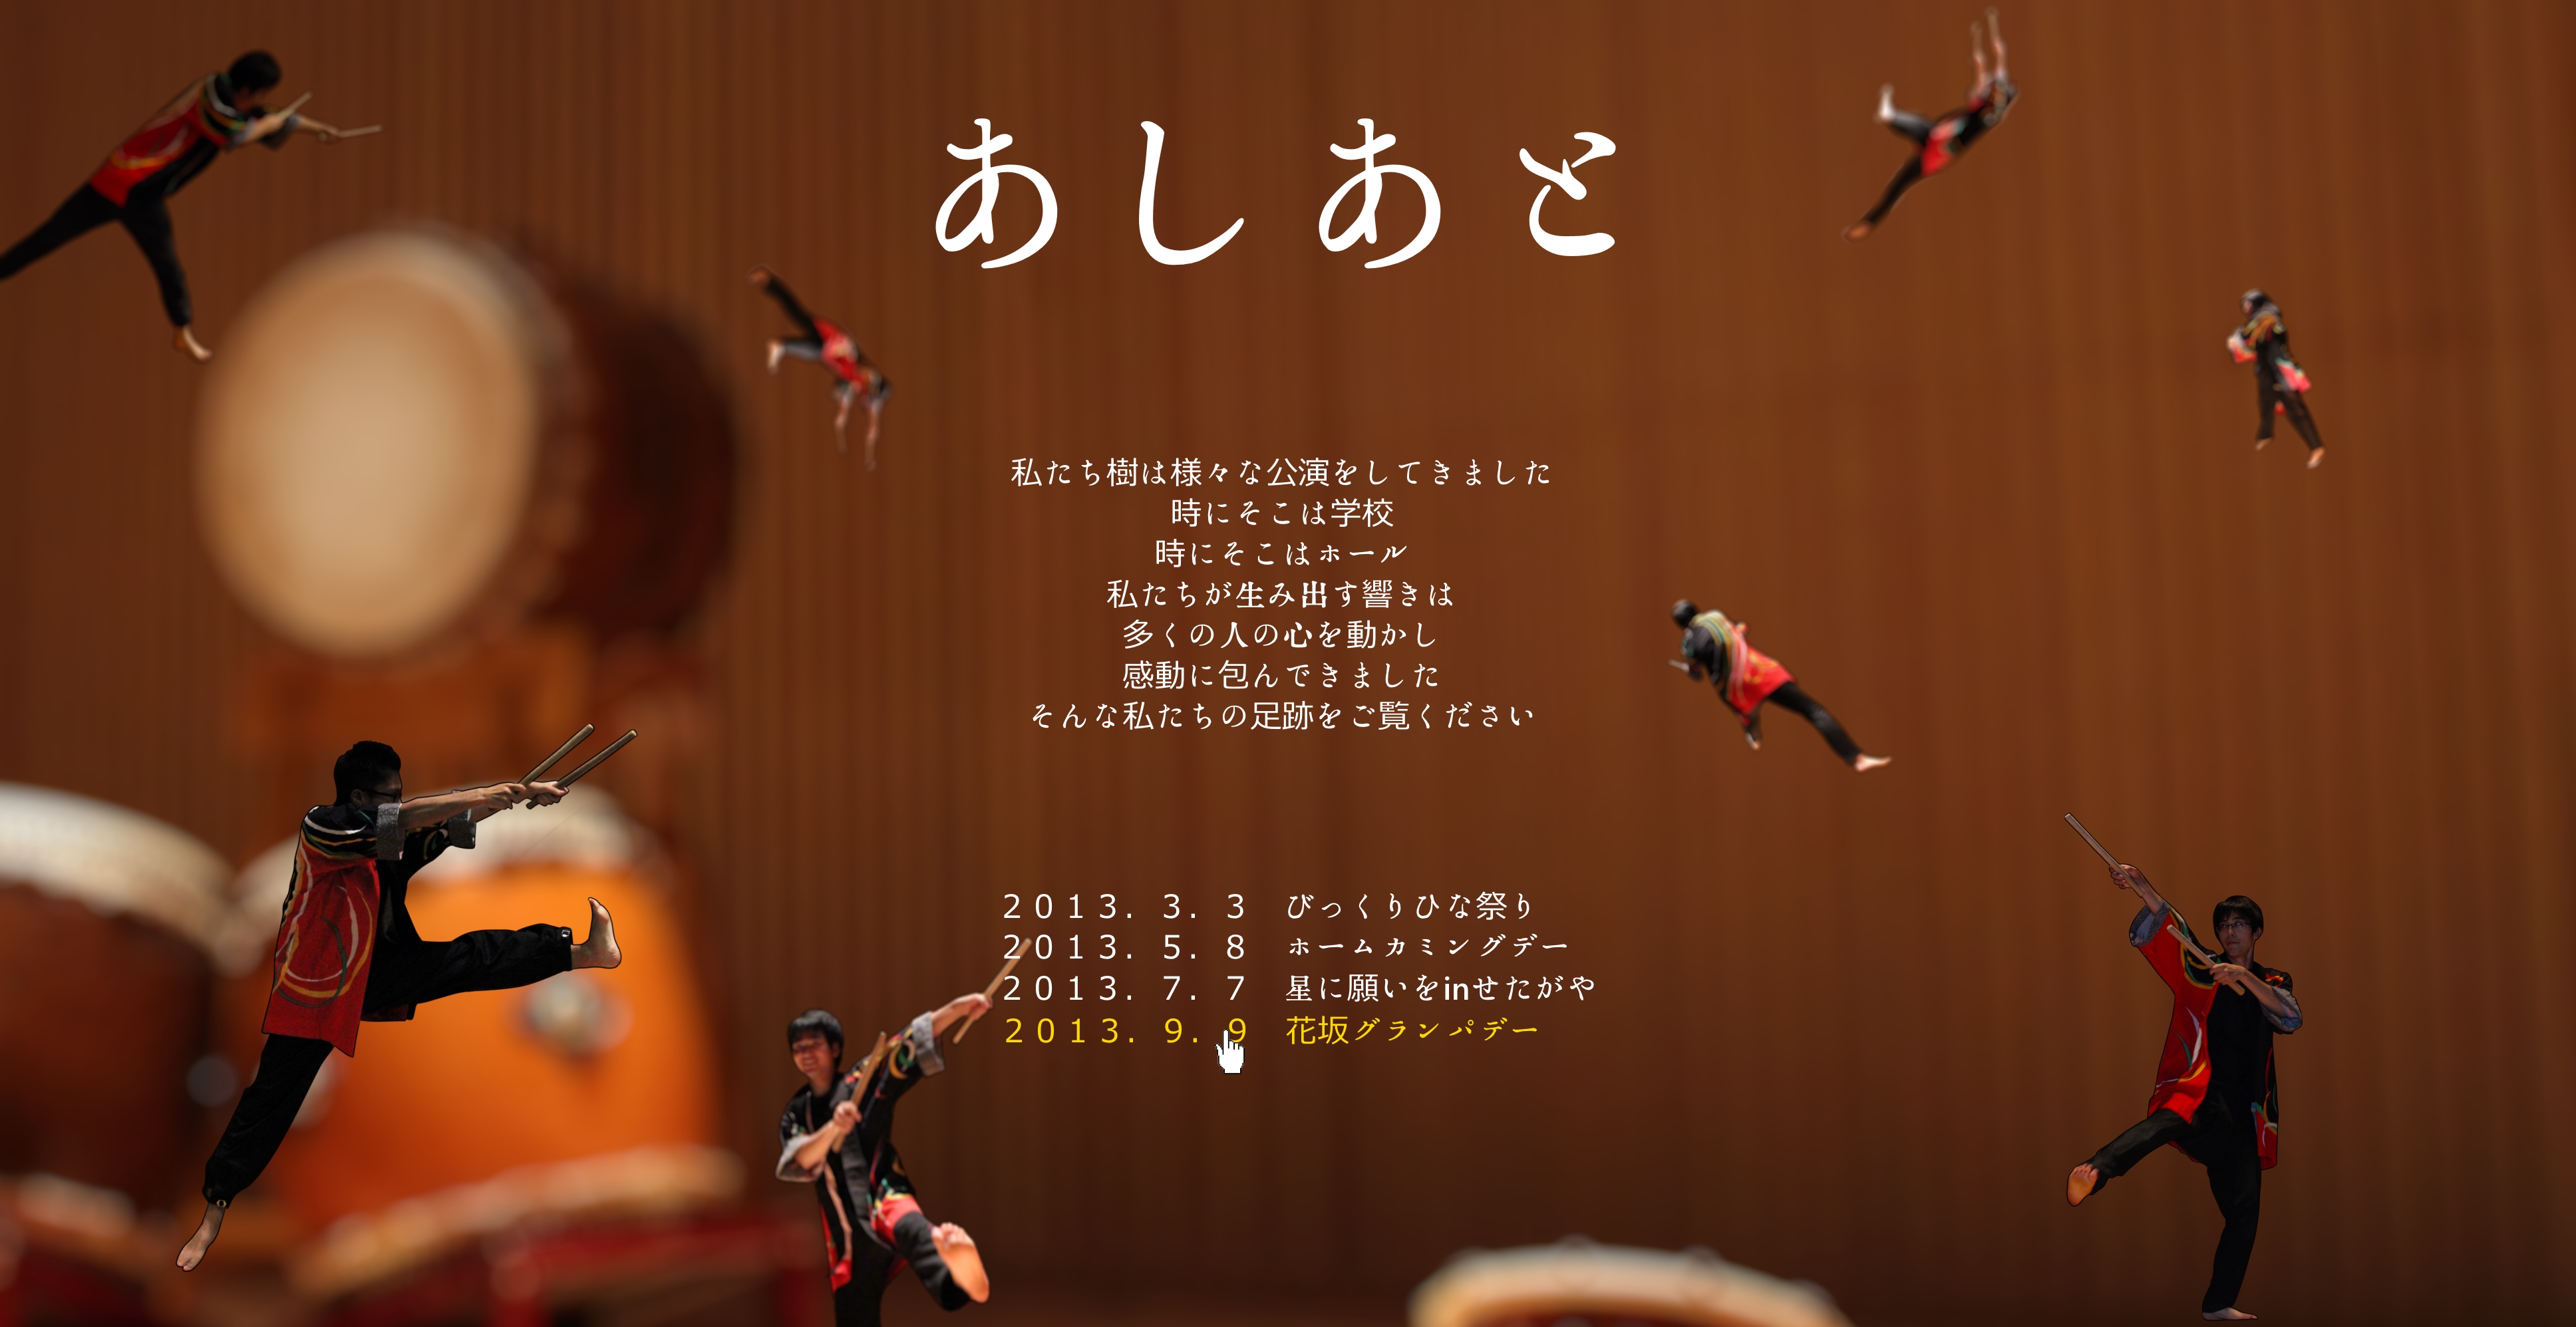 あしあと
私たち樹は様々な公演をしてきました
時にそこは学校
時にそこはホール
私たちが生み出す響きは
多くの人の心を動かし
感動に包んできました
そんな私たちの足跡をご覧ください
２０１３．３．３　びっくりひな祭り
２０１３．５．８　ホームカミングデー
２０１３．７．７　星に願いをinせたがや
２０１３．９．９　花坂グランパデー